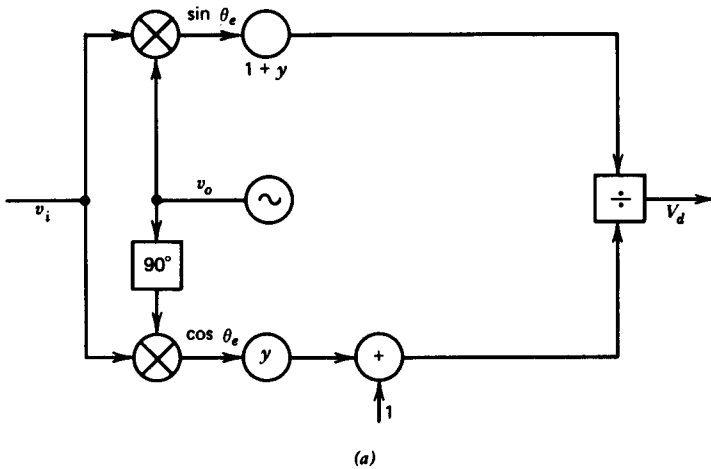 sin θe
1 + y
vi
vo
~
÷
Vd
90°
cos θe
y
+
1
(a)